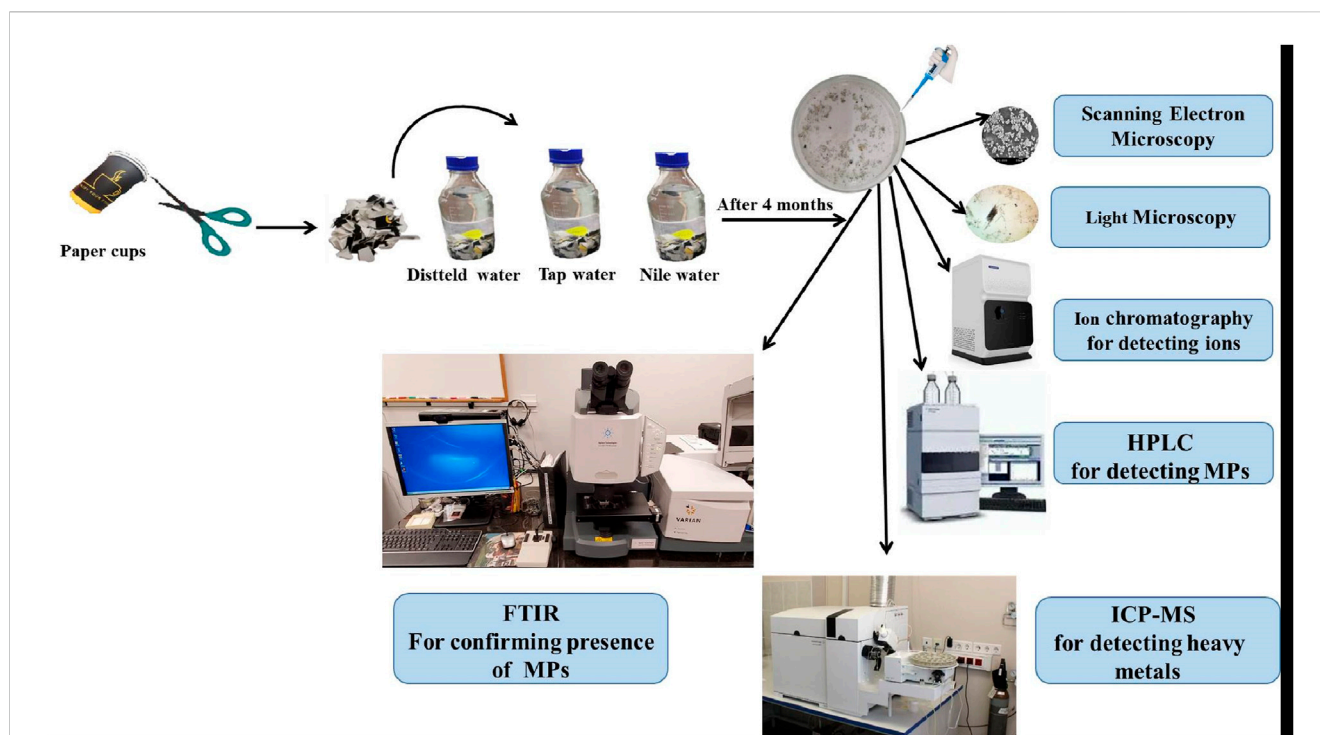 Paper cups
Distteld water
Tap water
Nile water
After 4 months
Scanning Electron
Microscopy
Light Microscopy
Ion chromatography
for detecting ions
HPLC
for detecting MPs
FTIR
For confirming presence
of MPs
VARIAN
ICP-MS
for detecting heavy
metals